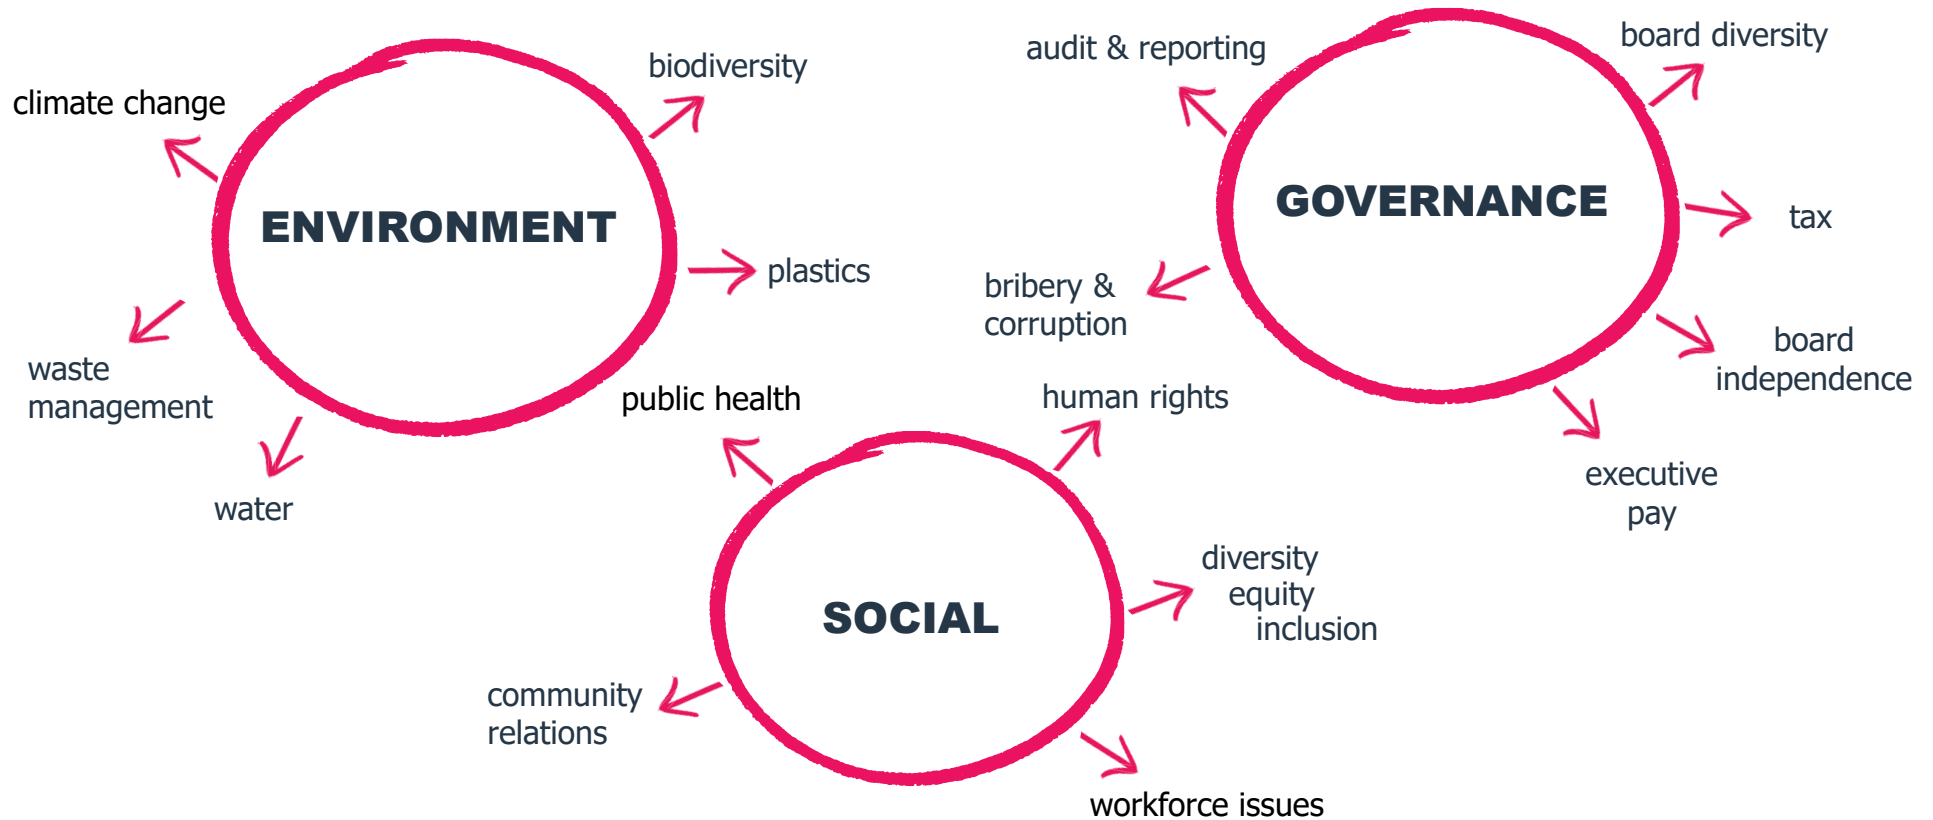 climate change
biodiversity
ENVIRONMENT
plastics
waste
management
water
audit & reporting
board diversity
GOVERNANCE
tax
bribery &
corruption
board
independence
executive
pay
public health
human rights
SOCIAL
diversity
equity
inclusion
community
relations
workforce issues